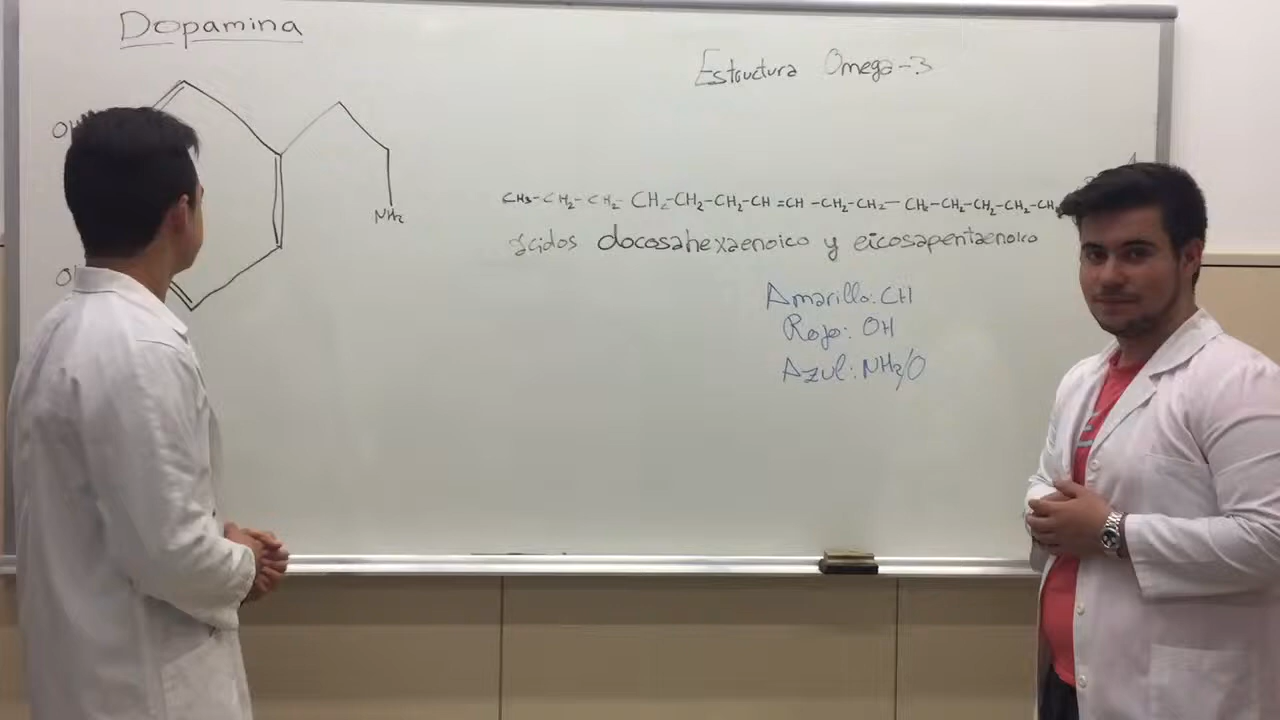 Dopamina
OH
OH
NH2
Estructura Omega-3
CH3-CH2-CH2-CH2-CH2-CH2-CH=CH-CH2-CH2-CH2-CH2-CH2-CH2-CH2
ácidos docosahexaenoico y eicosapentaenoico
Amarillo: CH
Rojo: OH
Azul: NH2/O